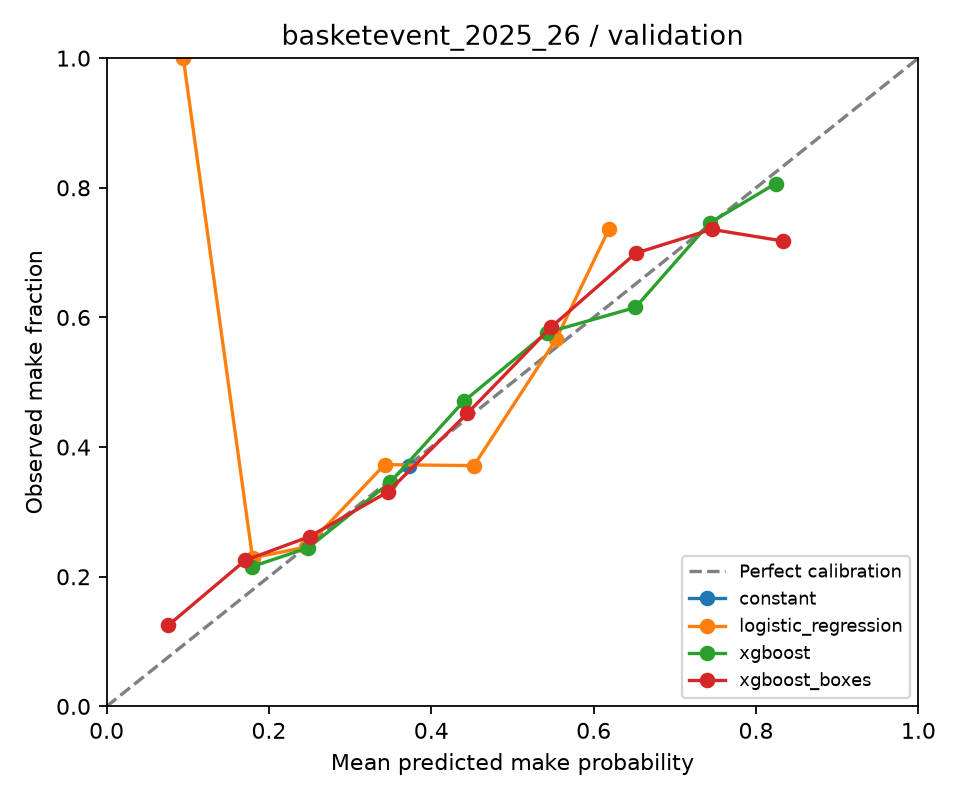 basketevent_2025_26 / validation
1.0
0.8
0.6
0.4
0.2
0.0
Observed make fraction
Perfect calibration
constant
logistic_regression
xgboost
xgboost_boxes
0.0 0.2 0.4 0.6 0.8 1.0
Mean predicted make probability